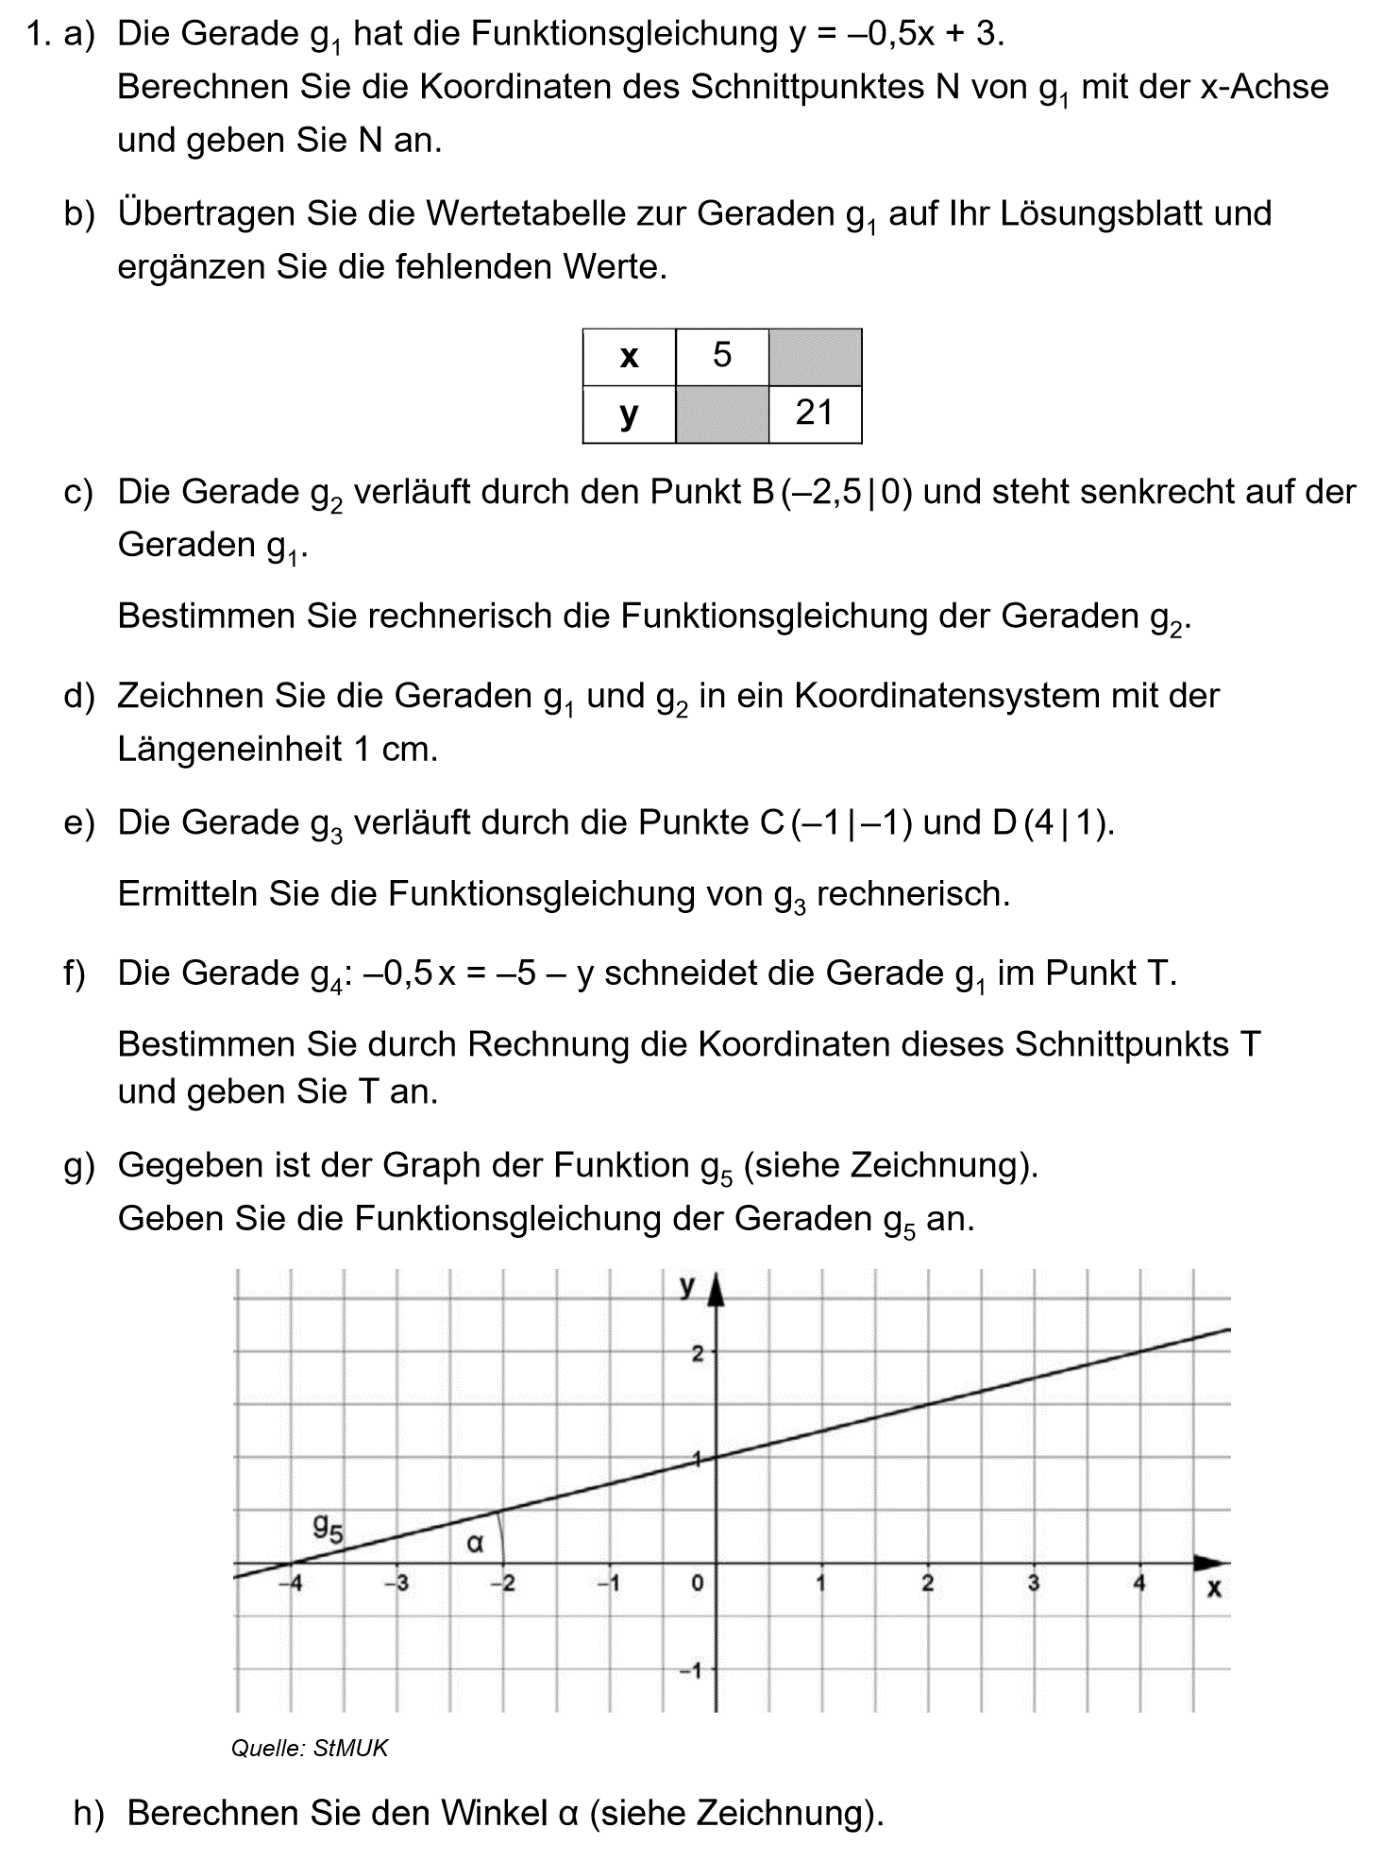 1. a) Die Gerade g₁ hat die Funktionsgleichung y = –0,5x + 3.
Berechnen Sie die Koordinaten des Schnittpunktes N von g₁ mit der x-Achse
und geben Sie N an.
b) Übertragen Sie die Wertetabelle zur Geraden g₁ auf Ihr Lösungsblatt und
ergänzen Sie die fehlenden Werte.
x 5
y 21
c) Die Gerade g₂ verläuft durch den Punkt B (–2,5 | 0) und steht senkrecht auf der
Geraden g₁.
Bestimmen Sie rechnerisch die Funktionsgleichung der Geraden g₂.
d) Zeichnen Sie die Geraden g₁ und g₂ in ein Koordinatensystem mit der
Längeneinheit 1 cm.
e) Die Gerade g₃ verläuft durch die Punkte C (–1 | –1) und D (4 | 1).
Ermitteln Sie die Funktionsgleichung von g₃ rechnerisch.
f) Die Gerade g₄: –0,5 x = –5 – y schneidet die Gerade g₁ im Punkt T.
Bestimmen Sie durch Rechnung die Koordinaten dieses Schnittpunkts T
und geben Sie T an.
g) Gegeben ist der Graph der Funktion g₅ (siehe Zeichnung).
Geben Sie die Funktionsgleichung der Geraden g₅ an.
y
2
1
g₅
α
–4 –3 –2 –1 0 1 2 3 4 x
–1
Quelle: StMUK
h) Berechnen Sie den Winkel α (siehe Zeichnung).